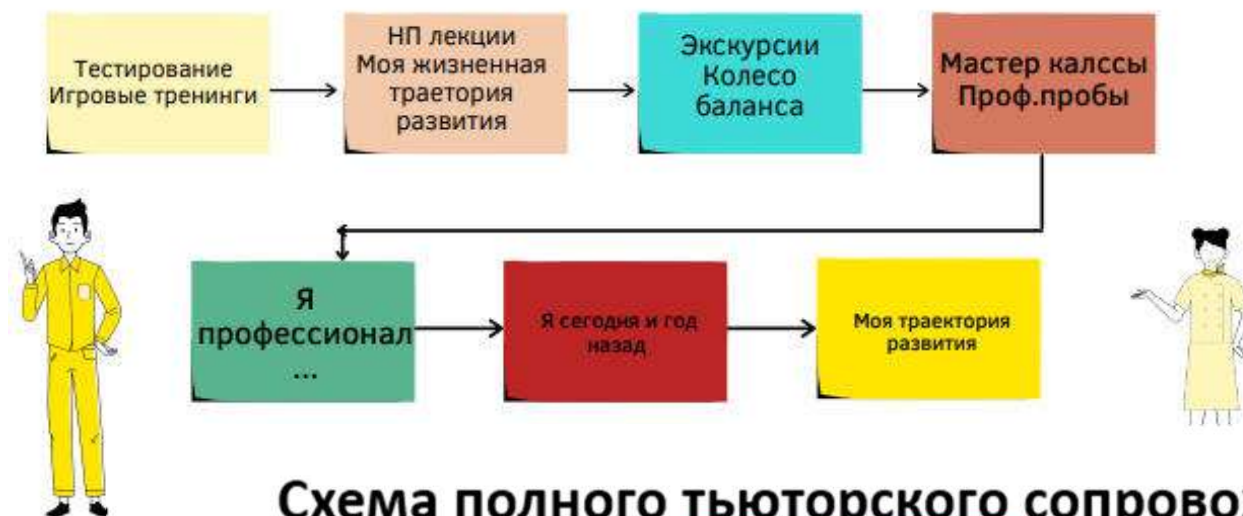 Тестирование
Игровые тренинги
НП лекции
Моя жизненная
траетория
развития
Экскурсии
Колесо
баланса
Мастер калссы
Проф.пробы
Я
профессионал
...
Я сегодня и год
назад
Моя траектория
развития
Схема полного тьюторского